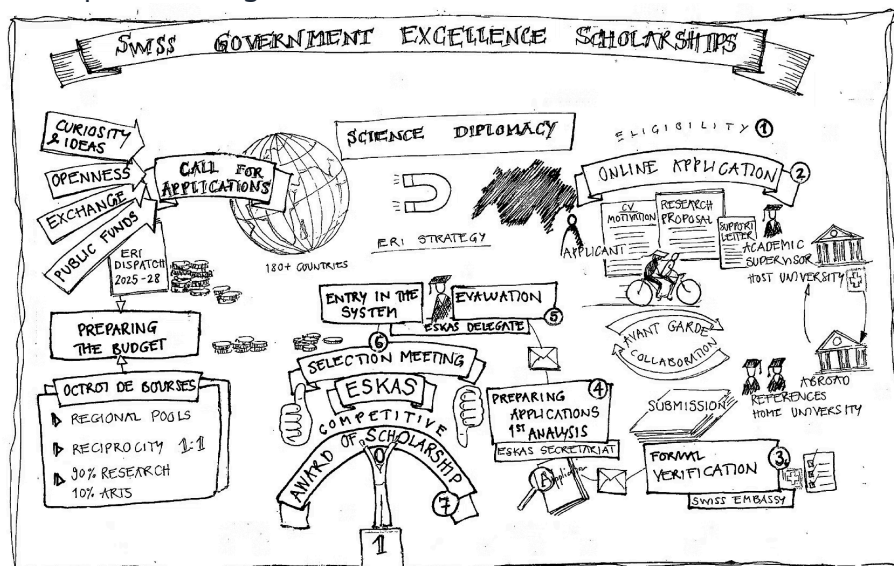 SWISS GOVERNMENT EXCELLENCE SCHOLARSHIPS
CURIOSITY
& IDEAS
OPENNESS
EXCHANGE
PUBLIC FUNDS
CALL FOR
APPLICATIONS
180+ COUNTRIES
SCIENCE DIPLOMACY
ERI STRATEGY
ELIGIBILITY 1
ONLINE APPLICATION 2
CV
MOTIVATION
RESEARCH
PROPOSAL
SUPPORT
LETTER
APPLICANT
ACADEMIC
SUPERVISOR
HOST UNIVERSITY
AVANT GARDE
COLLABORATION
ABROAD
REFERENCES
HOME UNIVERSITY
SUBMISSION
FORMAL
VERIFICATION 3
SWISS EMBASSY
Application
4
PREPARING
APPLICATIONS
1ST ANALYSIS
ESKAS SECRETARIAT
EVALUATION
5
ESKAS DELEGATE
ENTRY IN THE
SYSTEM
6
SELECTION MEETING
ESKAS
COMPETITIVE
AWARD OF SCHOLARSHIP
7
1
ERI
DISPATCH
2025-28
PREPARING
THE BUDGET
OCTROI DE BOURSES
REGIONAL POOLS
RECIPROCITY 1:1
90% RESEARCH
10% ARTS